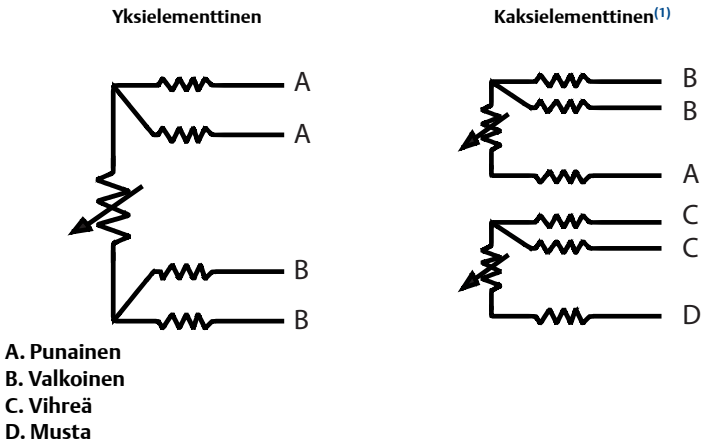 Yksielementtinen
A
A
B
B
Kaksielementtinen(1)
B
B
A
C
C
D
A. Punainen
B. Valkoinen
C. Vihreä
D. Musta